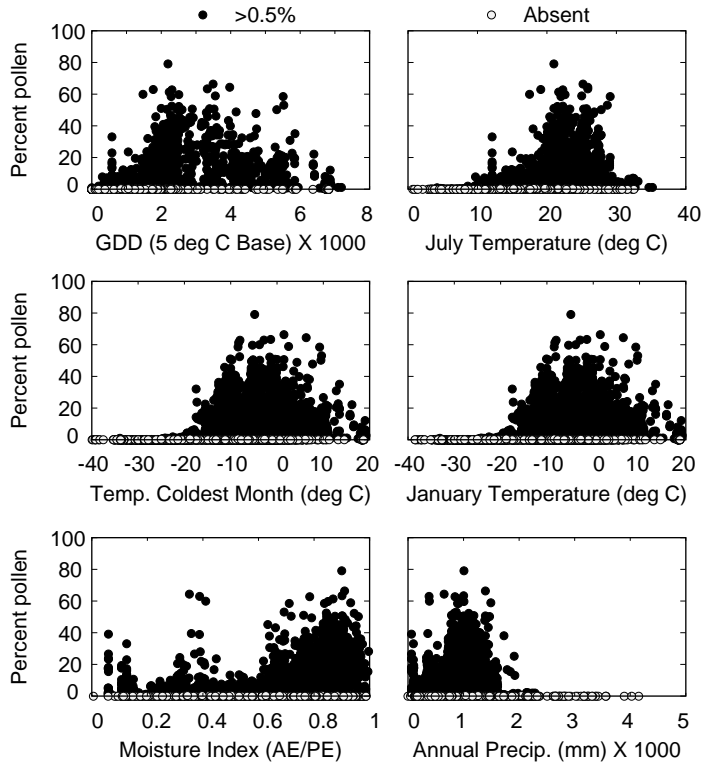 >0.5% Absent
Percent pollen
100
80
60
40
20
0
0 2 4 6 8
GDD (5 deg C Base) X 1000
0 10 20 30 40
July Temperature (deg C)
Percent pollen
100
80
60
40
20
0
-40 -30 -20 -10 0 10 20
Temp. Coldest Month (deg C)
-40 -30 -20 -10 0 10 20
January Temperature (deg C)
Percent pollen
100
80
60
40
20
0
0 0.2 0.4 0.6 0.8 1
Moisture Index (AE/PE)
0 1 2 3 4 5
Annual Precip. (mm) X 1000